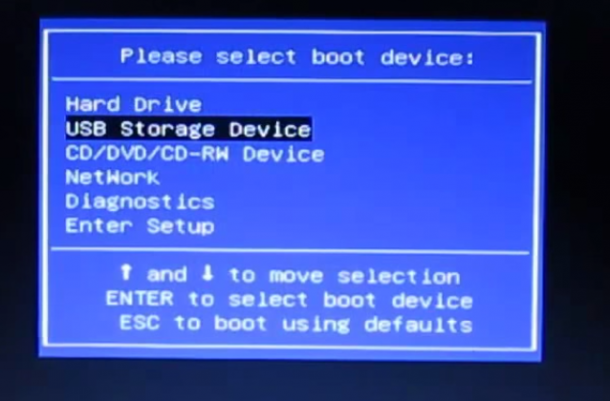 Please select boot device:
Hard Drive
USB Storage Device
CD/DVD/CD-RW Device
NetWork
Diagnostics
Enter Setup
↑ and ↓ to move selection
ENTER to select boot device
ESC to boot using defaults